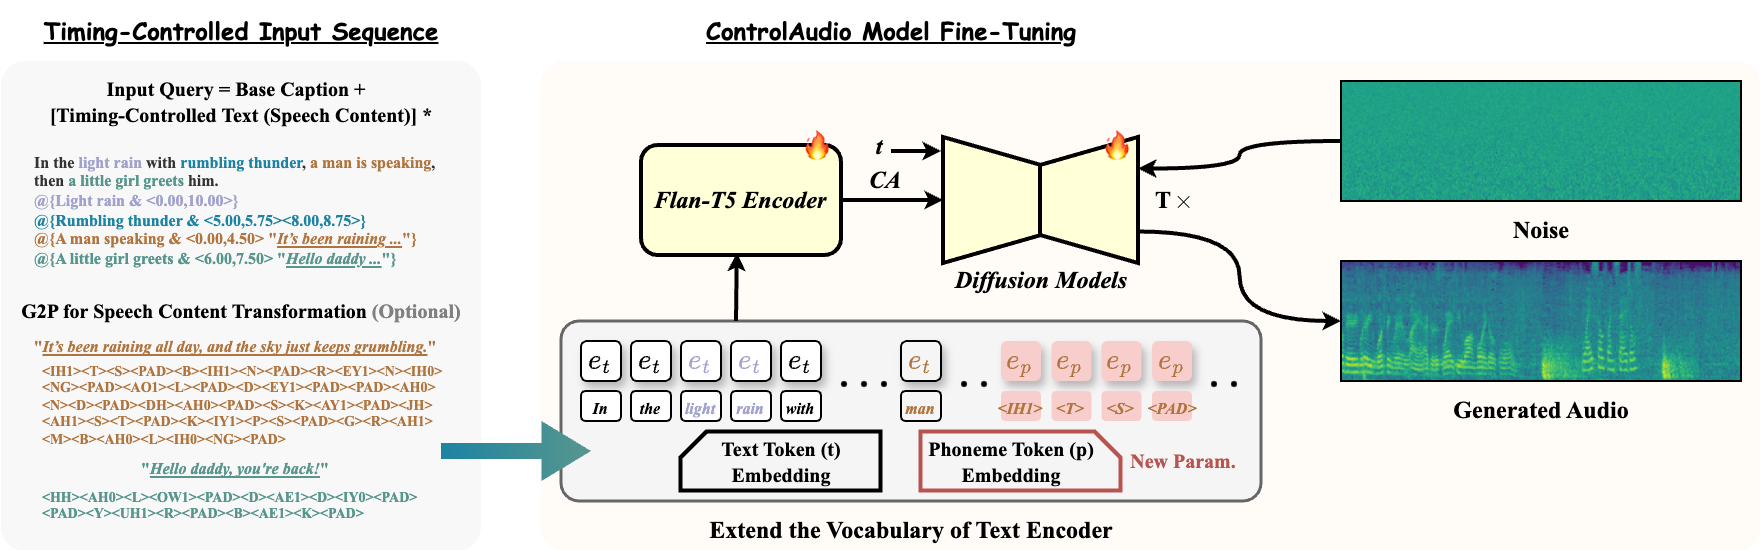 Timing-Controlled Input Sequence
Input Query = Base Caption +
[Timing-Controlled Text (Speech Content)] *
In the light rain with rumbling thunder, a man is speaking,
then a little girl greets him.
@{Light rain & <0.00,10.00>}
@{Rumbling thunder & <5.00,5.75><8.00,8.75>}
@{A man speaking & <0.00,4.50> "It's been raining ..."}
@{A little girl greets & <6.00,7.50> "Hello daddy ..."}
G2P for Speech Content Transformation (Optional)
"It's been raining all day, and the sky just keeps grumbling."
<IH1><T><S><PAD><B><IH1><N><PAD><R><EY1><N><IH0>
<NG><PAD><AO1><L><PAD><D><EY1><PAD><PAD><AH0>
<N><D><PAD><DH><AH0><PAD><S><K><AY1><PAD><JH>
<AH1><S><T><PAD><K><IY1><P><S><PAD><G><R><AH1>
<M><B><AH0><L><IH0><NG><PAD>
"Hello daddy, you're back!"
<HH><AH0><L><OW1><PAD><D><AE1><D><IY0><PAD>
<PAD><Y><UH1><R><PAD><B><AE1><K><PAD>
ControlAudio Model Fine-Tuning
Flan-T5 Encoder
t
CA
Diffusion Models
T ×
Noise
Generated Audio
e_t e_t e_t e_t e_t ... e_t .. e_p e_p e_p e_p ..
In the light rain with man <IH1> <T> <S> <PAD>
Text Token (t)
Embedding
Phoneme Token (p)
Embedding
New Param.
Extend the Vocabulary of Text Encoder